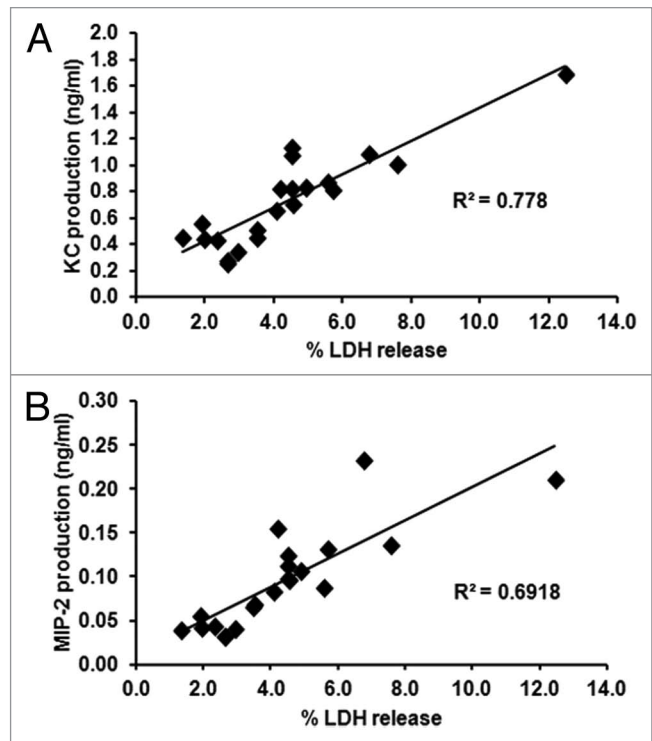 A
KC production (ng/ml)
2.0
1.8
1.6
1.4
1.2
1.0
0.8
0.6
0.4
0.2
0.0
R² = 0.778
0.0 2.0 4.0 6.0 8.0 10.0 12.0 14.0
% LDH release
B
MIP-2 production (ng/ml)
0.30
0.25
0.20
0.15
0.10
0.05
0.00
R² = 0.6918
0.0 2.0 4.0 6.0 8.0 10.0 12.0 14.0
% LDH release